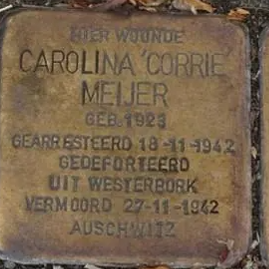 HIER WOONDE
CAROLINA 'CORRIE'
MEIJER
GEB. 1923
GEARRESTEERD 18-11-1942
GEDEPORTEERD
UIT WESTERBORK
VERMOORD 27-11-1942
AUSCHWITZ